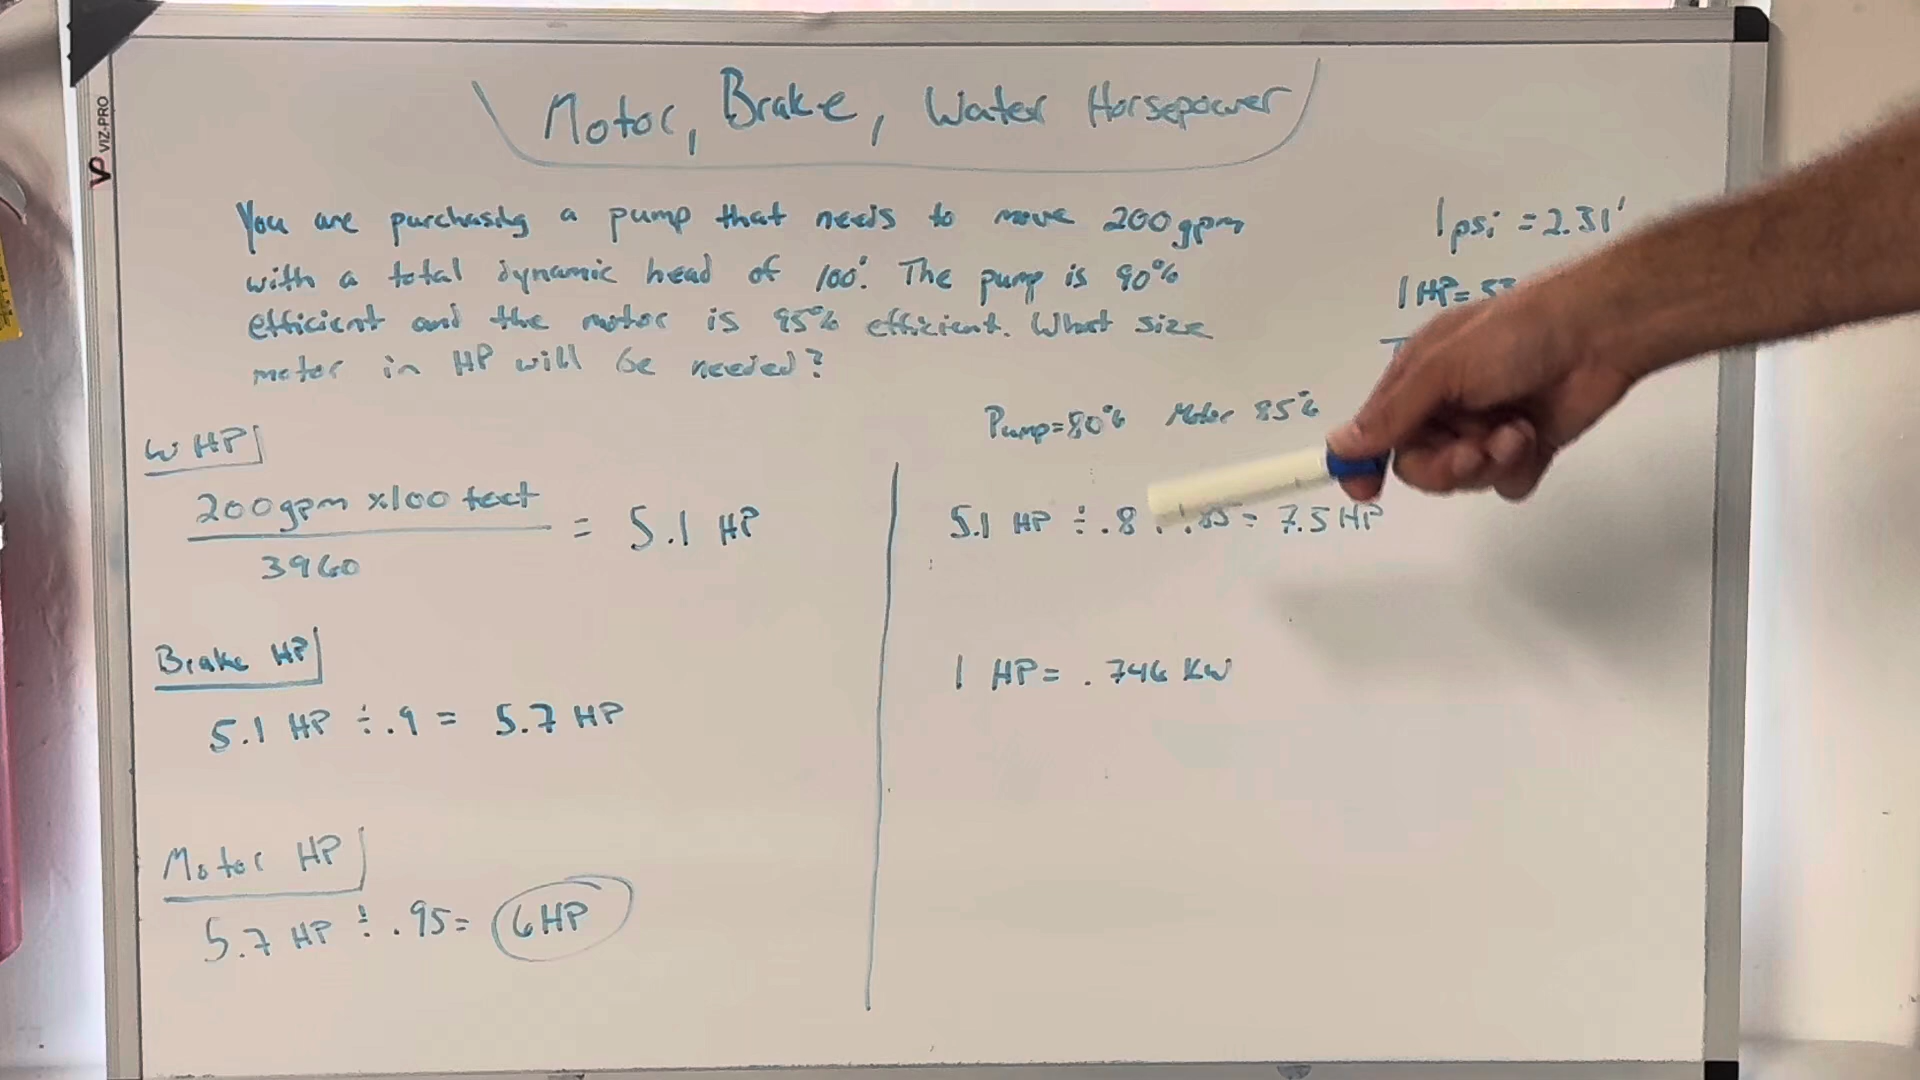 VIZ-PRO
Motor, Brake, Water Horsepower
You are purchasing a pump that needs to move 200gpm
with a total dynamic head of 100'. The pump is 90%
efficient and the motor is 95% efficient. What size
motor in HP will be needed?
1psi = 2.31'
1 HP=
Pump=80% Motor 85%
WHP
200gpm x100 feet
3960
= 5.1 HP
Brake HP
5.1 HP ÷ .9 = 5.7 HP
Motor HP
5.7 HP ÷ .95= 6HP
5.1 HP ÷ .8 ÷ .85= 7.5 HP
1 HP= .746 KW